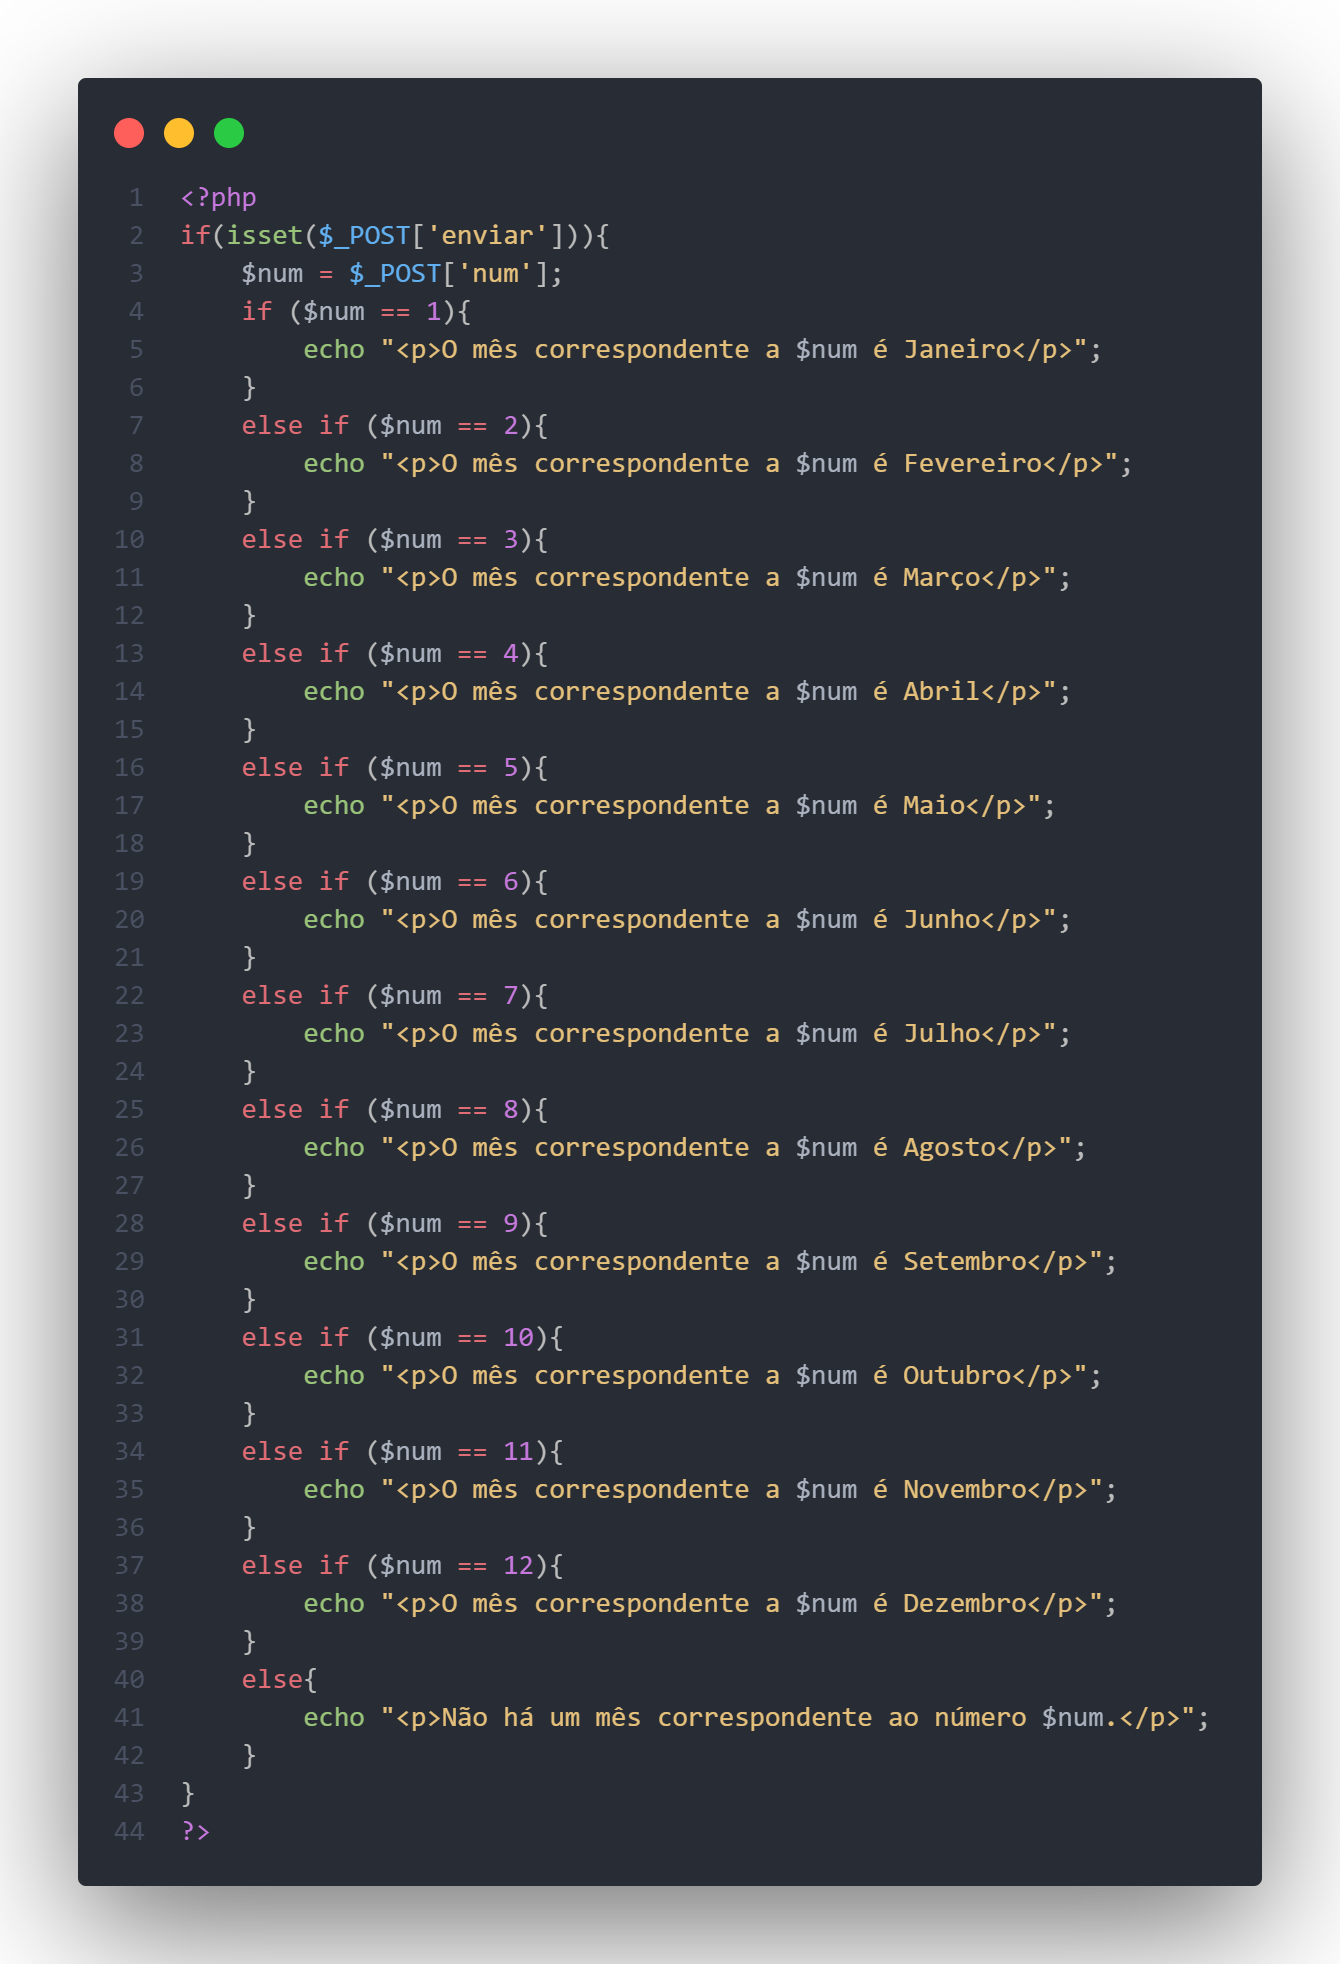 1 <?php
2 if(isset($_POST['enviar'])){
3     $num = $_POST['num'];
4     if ($num == 1){
5         echo "<p>O mês correspondente a $num é Janeiro</p>";
6     }
7     else if ($num == 2){
8         echo "<p>O mês correspondente a $num é Fevereiro</p>";
9     }
10     else if ($num == 3){
11         echo "<p>O mês correspondente a $num é Março</p>";
12     }
13     else if ($num == 4){
14         echo "<p>O mês correspondente a $num é Abril</p>";
15     }
16     else if ($num == 5){
17         echo "<p>O mês correspondente a $num é Maio</p>";
18     }
19     else if ($num == 6){
20         echo "<p>O mês correspondente a $num é Junho</p>";
21     }
22     else if ($num == 7){
23         echo "<p>O mês correspondente a $num é Julho</p>";
24     }
25     else if ($num == 8){
26         echo "<p>O mês correspondente a $num é Agosto</p>";
27     }
28     else if ($num == 9){
29         echo "<p>O mês correspondente a $num é Setembro</p>";
30     }
31     else if ($num == 10){
32         echo "<p>O mês correspondente a $num é Outubro</p>";
33     }
34     else if ($num == 11){
35         echo "<p>O mês correspondente a $num é Novembro</p>";
36     }
37     else if ($num == 12){
38         echo "<p>O mês correspondente a $num é Dezembro</p>";
39     }
40     else{
41         echo "<p>Não há um mês correspondente ao número $num.</p>";
42     }
43 }
44 ?>